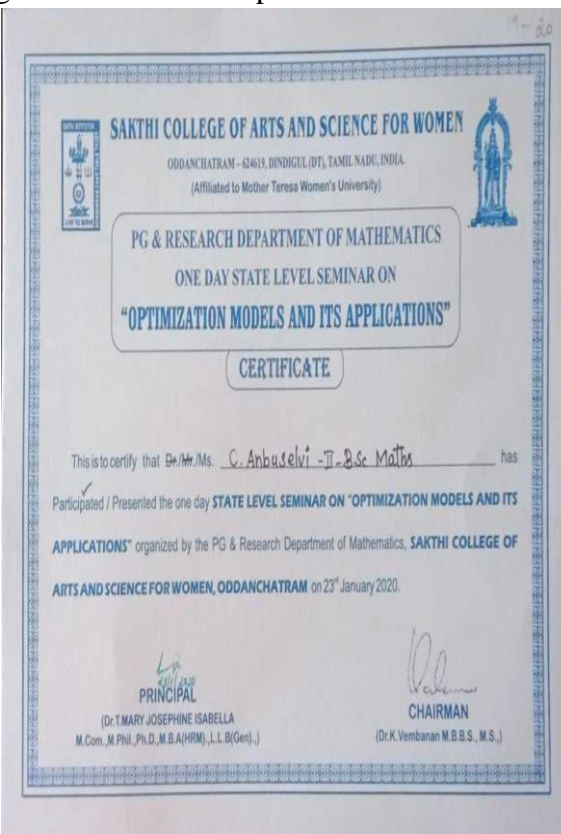 19-20
SAKTHI COLLEGE OF ARTS AND SCIENCE FOR WOMEN
ODDANCHATRAM – 624619, DINDIGUL (DT), TAMIL NADU, INDIA.
(Affiliated to Mother Teresa Women's University)
PG & RESEARCH DEPARTMENT OF MATHEMATICS
ONE DAY STATE LEVEL SEMINAR ON
“OPTIMIZATION MODELS AND ITS APPLICATIONS”
CERTIFICATE
This is to certify that Dr./Mr./Ms. C. Anbuselvi - II - B.Sc Maths has
Participated / Presented the one day STATE LEVEL SEMINAR ON "OPTIMIZATION MODELS AND ITS
APPLICATIONS" organized by the PG & Research Department of Mathematics, SAKTHI COLLEGE OF
ARTS AND SCIENCE FOR WOMEN, ODDANCHATRAM on 23rd January 2020.
PRINCIPAL
(Dr.T.MARY JOSEPHINE ISABELLA
M.Com.,M.Phil.,Ph.D.,M.B.A(HRM).,L.L.B(Gen).,)
CHAIRMAN
(Dr.K.Vembanan M.B.B.S., M.S.,)